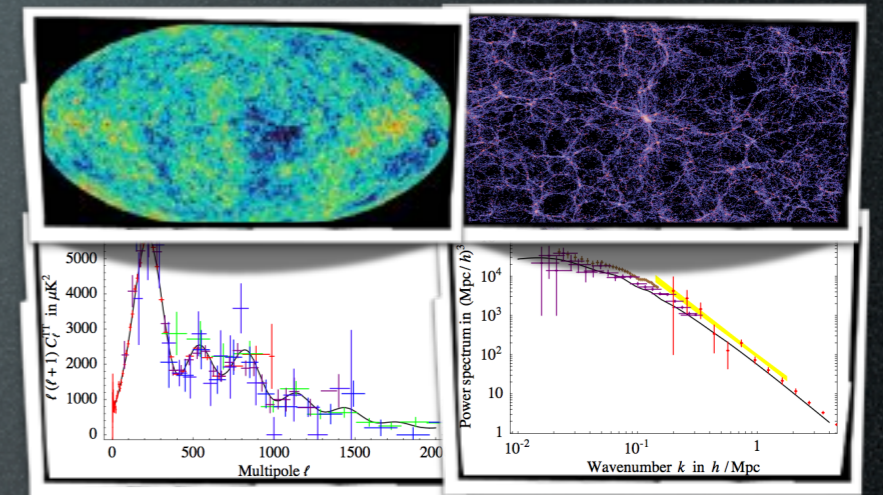 5000
4000
3000
2000
1000
0
ℓ (ℓ + 1) C_ℓ^TT in μK²
0 500 1000 1500 200
Multipole ℓ
Power spectrum in (Mpc/h)³
10⁴
10³
10²
10
1
10⁻² 10⁻¹ 1
Wavenumber k in h/Mpc